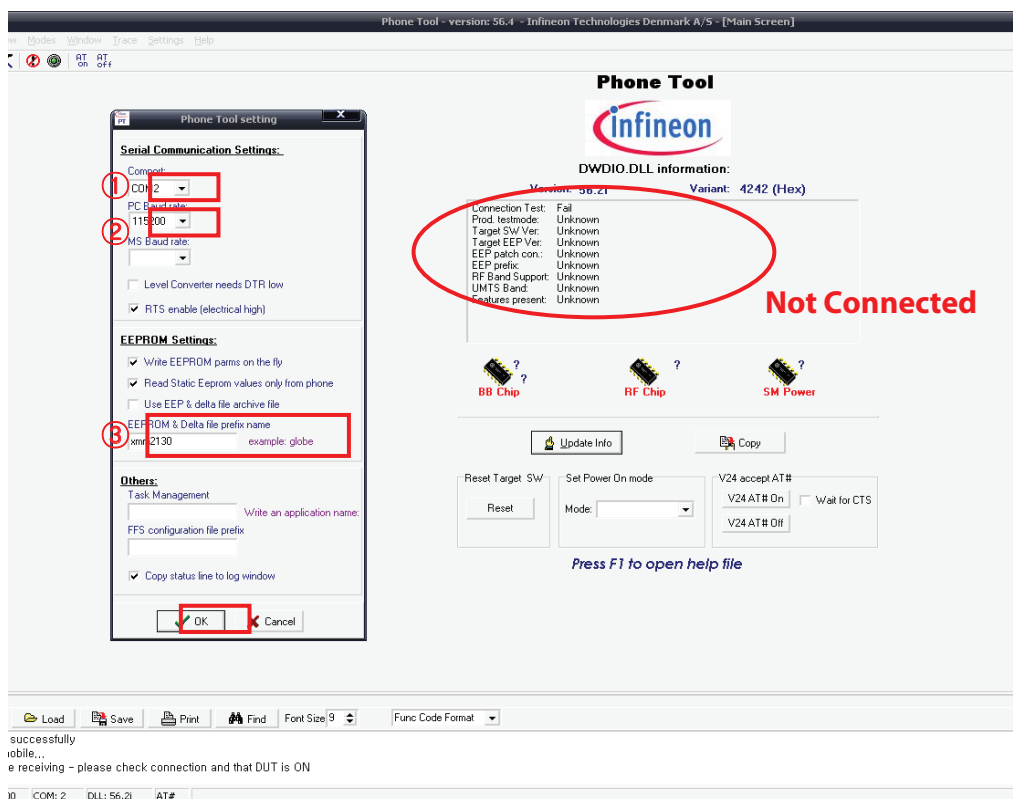 Phone Tool - version: 56.4 - Infineon Technologies Denmark A/S - [Main Screen]
Modes Window Trace Settings Help
AT on AT off
Phone Tool
infineon
DWDIO.DLL information:
Version: 56.2i Variant: 4242 (Hex)
Connection Test: Fail
Prod. testmode: Unknown
Target SW Ver: Unknown
Target EEP Ver: Unknown
EEP patch con.: Unknown
EEP prefix: Unknown
RF Band Support: Unknown
UMTS Band: Unknown
Features present: Unknown
Not Connected
? ? ? ?
BB Chip RF Chip SM Power
Update Info Copy
Reset Target SW Set Power On mode V24 accept AT#
Reset Mode: V24 AT# On Wait for CTS
V24 AT# Off
Press F1 to open help file
PT Phone Tool setting X
Serial Communication Settings:
Comport:
① COM2
PC Baud rate:
② 115200
MS Baud rate:
Level Converter needs DTR low
RTS enable (electrical high)
EEPROM Settings:
Write EEPROM parms on the fly
Read Static Eeprom values only from phone
Use EEP & delta file archive file
EEPROM & Delta file prefix name
③ xmm2130 example: globe
Others:
Task Management
Write an application name:
FFS configuration file prefix
Copy status line to log window
OK Cancel
Load Save Print Find Font Size 9 Func Code Format
successfully
mobile...
e receiving - please check connection and that DUT is ON
COM: 2 DLL: 56.2i AT#